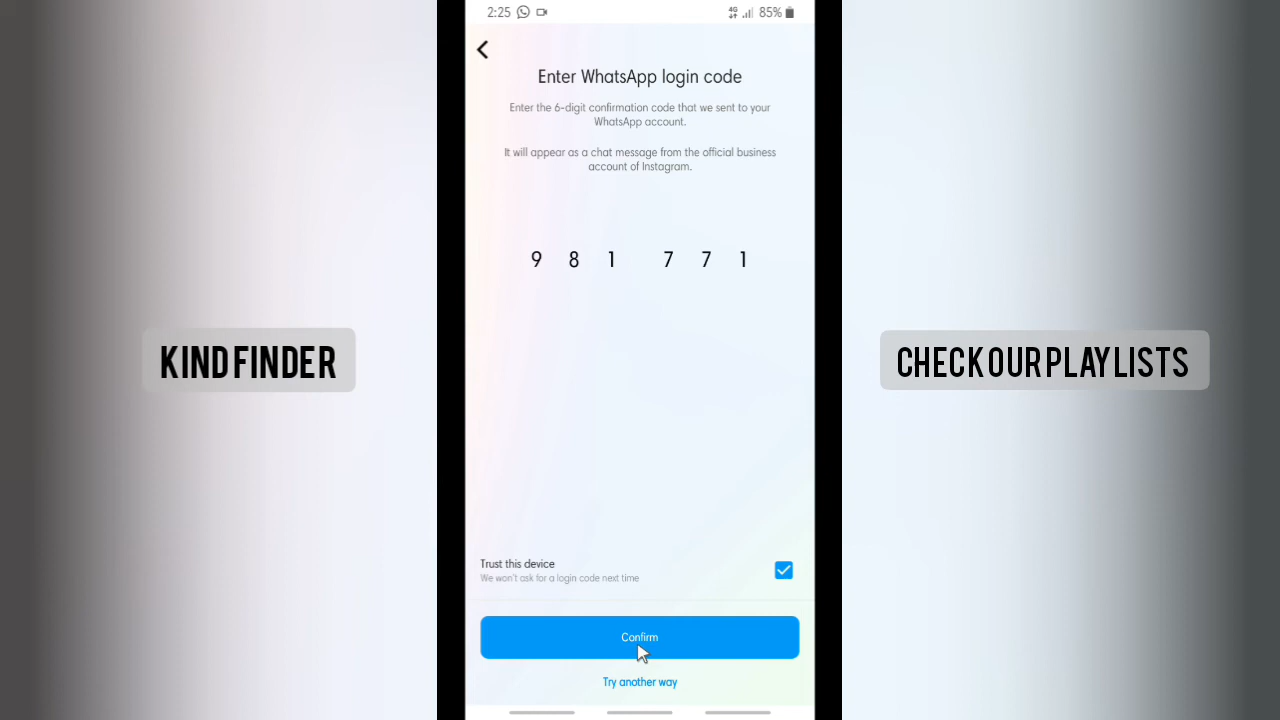 2:25
4G
85%
Enter WhatsApp login code
Enter the 6-digit confirmation code that we sent to your
WhatsApp account.
It will appear as a chat message from the official business
account of Instagram.
9 8 1 7 7 1
KIND FINDER
CHECK OUR PLAYLISTS
Trust this device
We won't ask for a login code next time
Confirm
Try another way